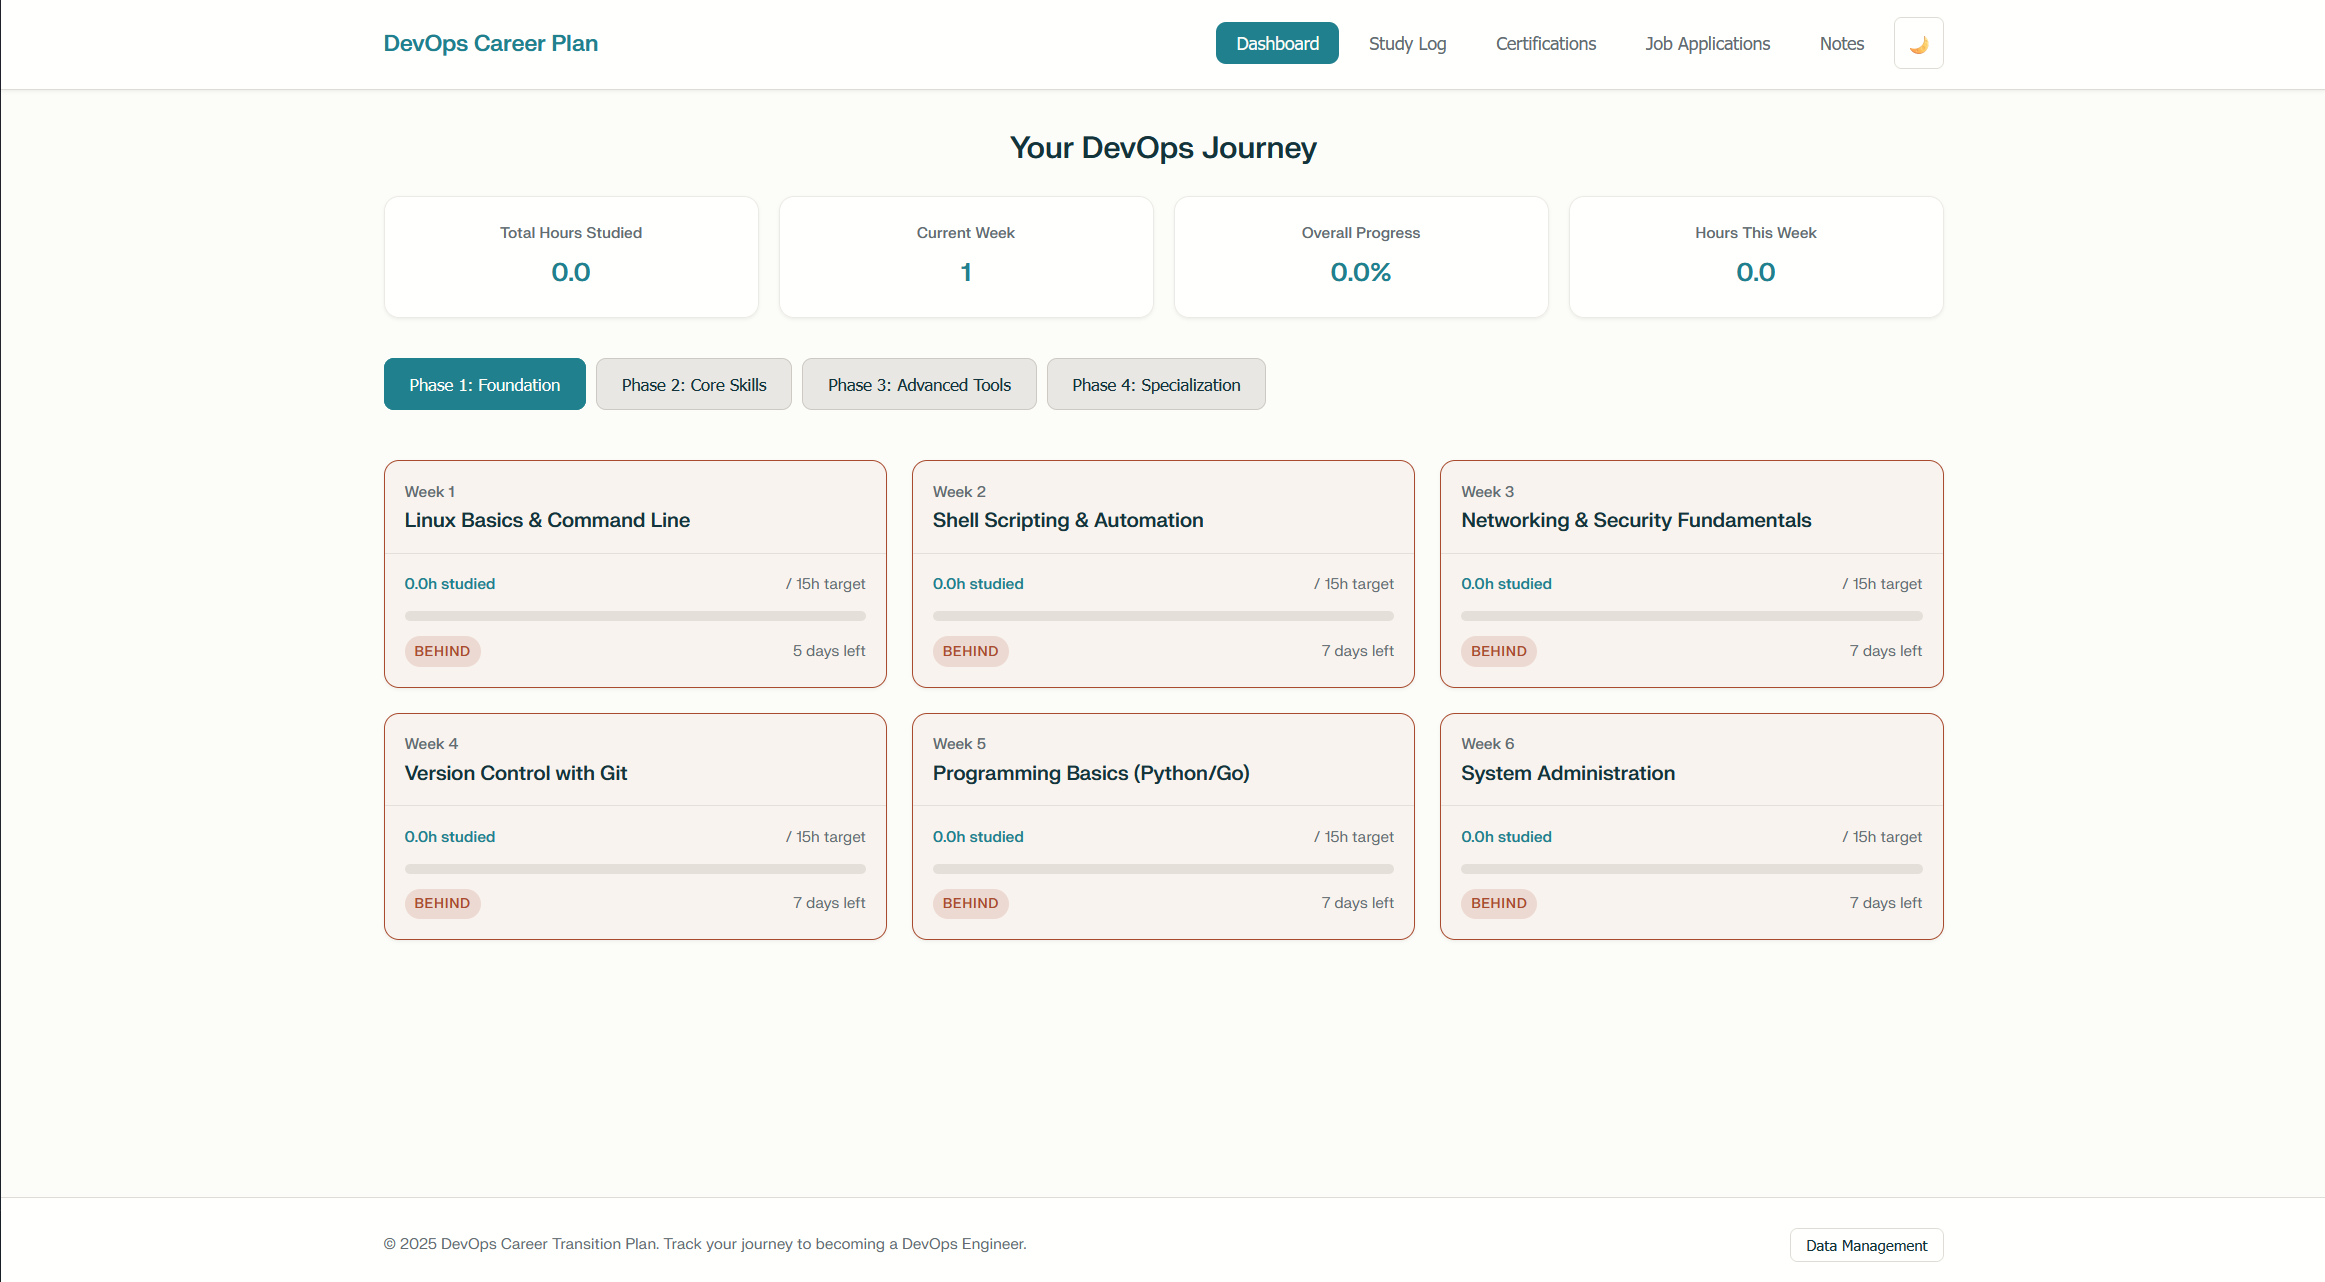 DevOps Career Plan
Dashboard
Study Log
Certifications
Job Applications
Notes
Your DevOps Journey
Total Hours Studied
0.0
Current Week
1
Overall Progress
0.0%
Hours This Week
0.0
Phase 1: Foundation
Phase 2: Core Skills
Phase 3: Advanced Tools
Phase 4: Specialization
Week 1
Linux Basics & Command Line
0.0h studied
/ 15h target
BEHIND
5 days left
Week 2
Shell Scripting & Automation
0.0h studied
/ 15h target
BEHIND
7 days left
Week 3
Networking & Security Fundamentals
0.0h studied
/ 15h target
BEHIND
7 days left
Week 4
Version Control with Git
0.0h studied
/ 15h target
BEHIND
7 days left
Week 5
Programming Basics (Python/Go)
0.0h studied
/ 15h target
BEHIND
7 days left
Week 6
System Administration
0.0h studied
/ 15h target
BEHIND
7 days left
© 2025 DevOps Career Transition Plan. Track your journey to becoming a DevOps Engineer.
Data Management